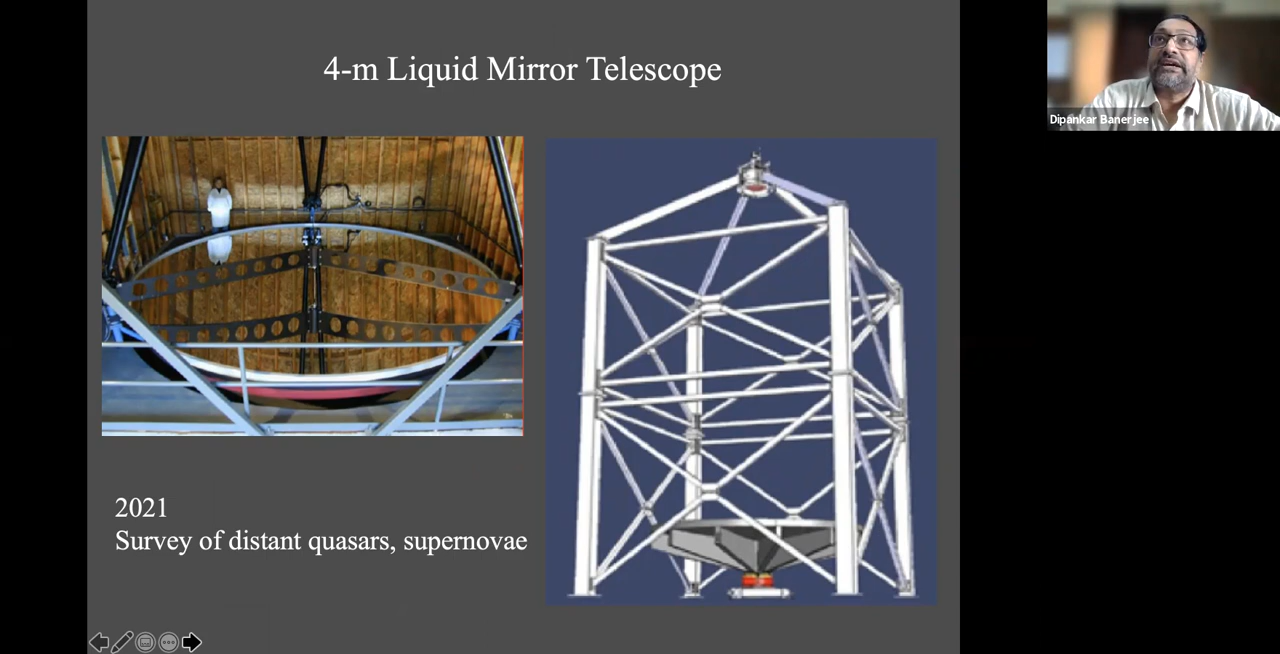 4-m Liquid Mirror Telescope
Dipankar Banerjee
2021
Survey of distant quasars, supernovae